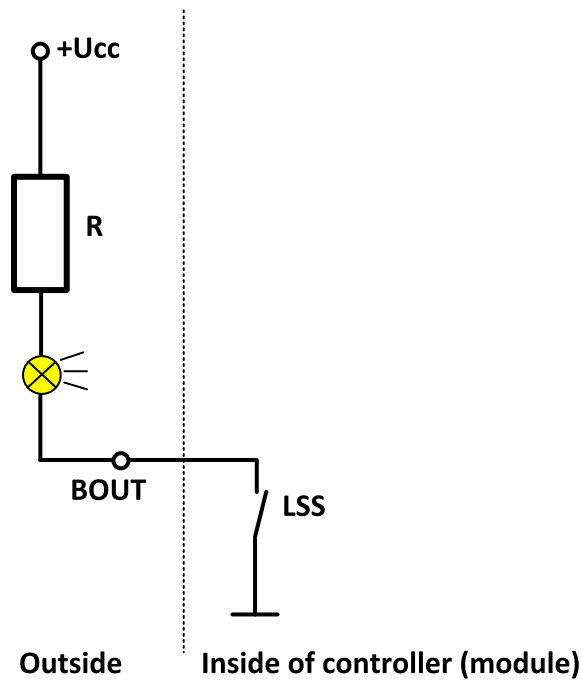 +Ucc
R
BOUT
LSS
Outside
Inside of controller (module)